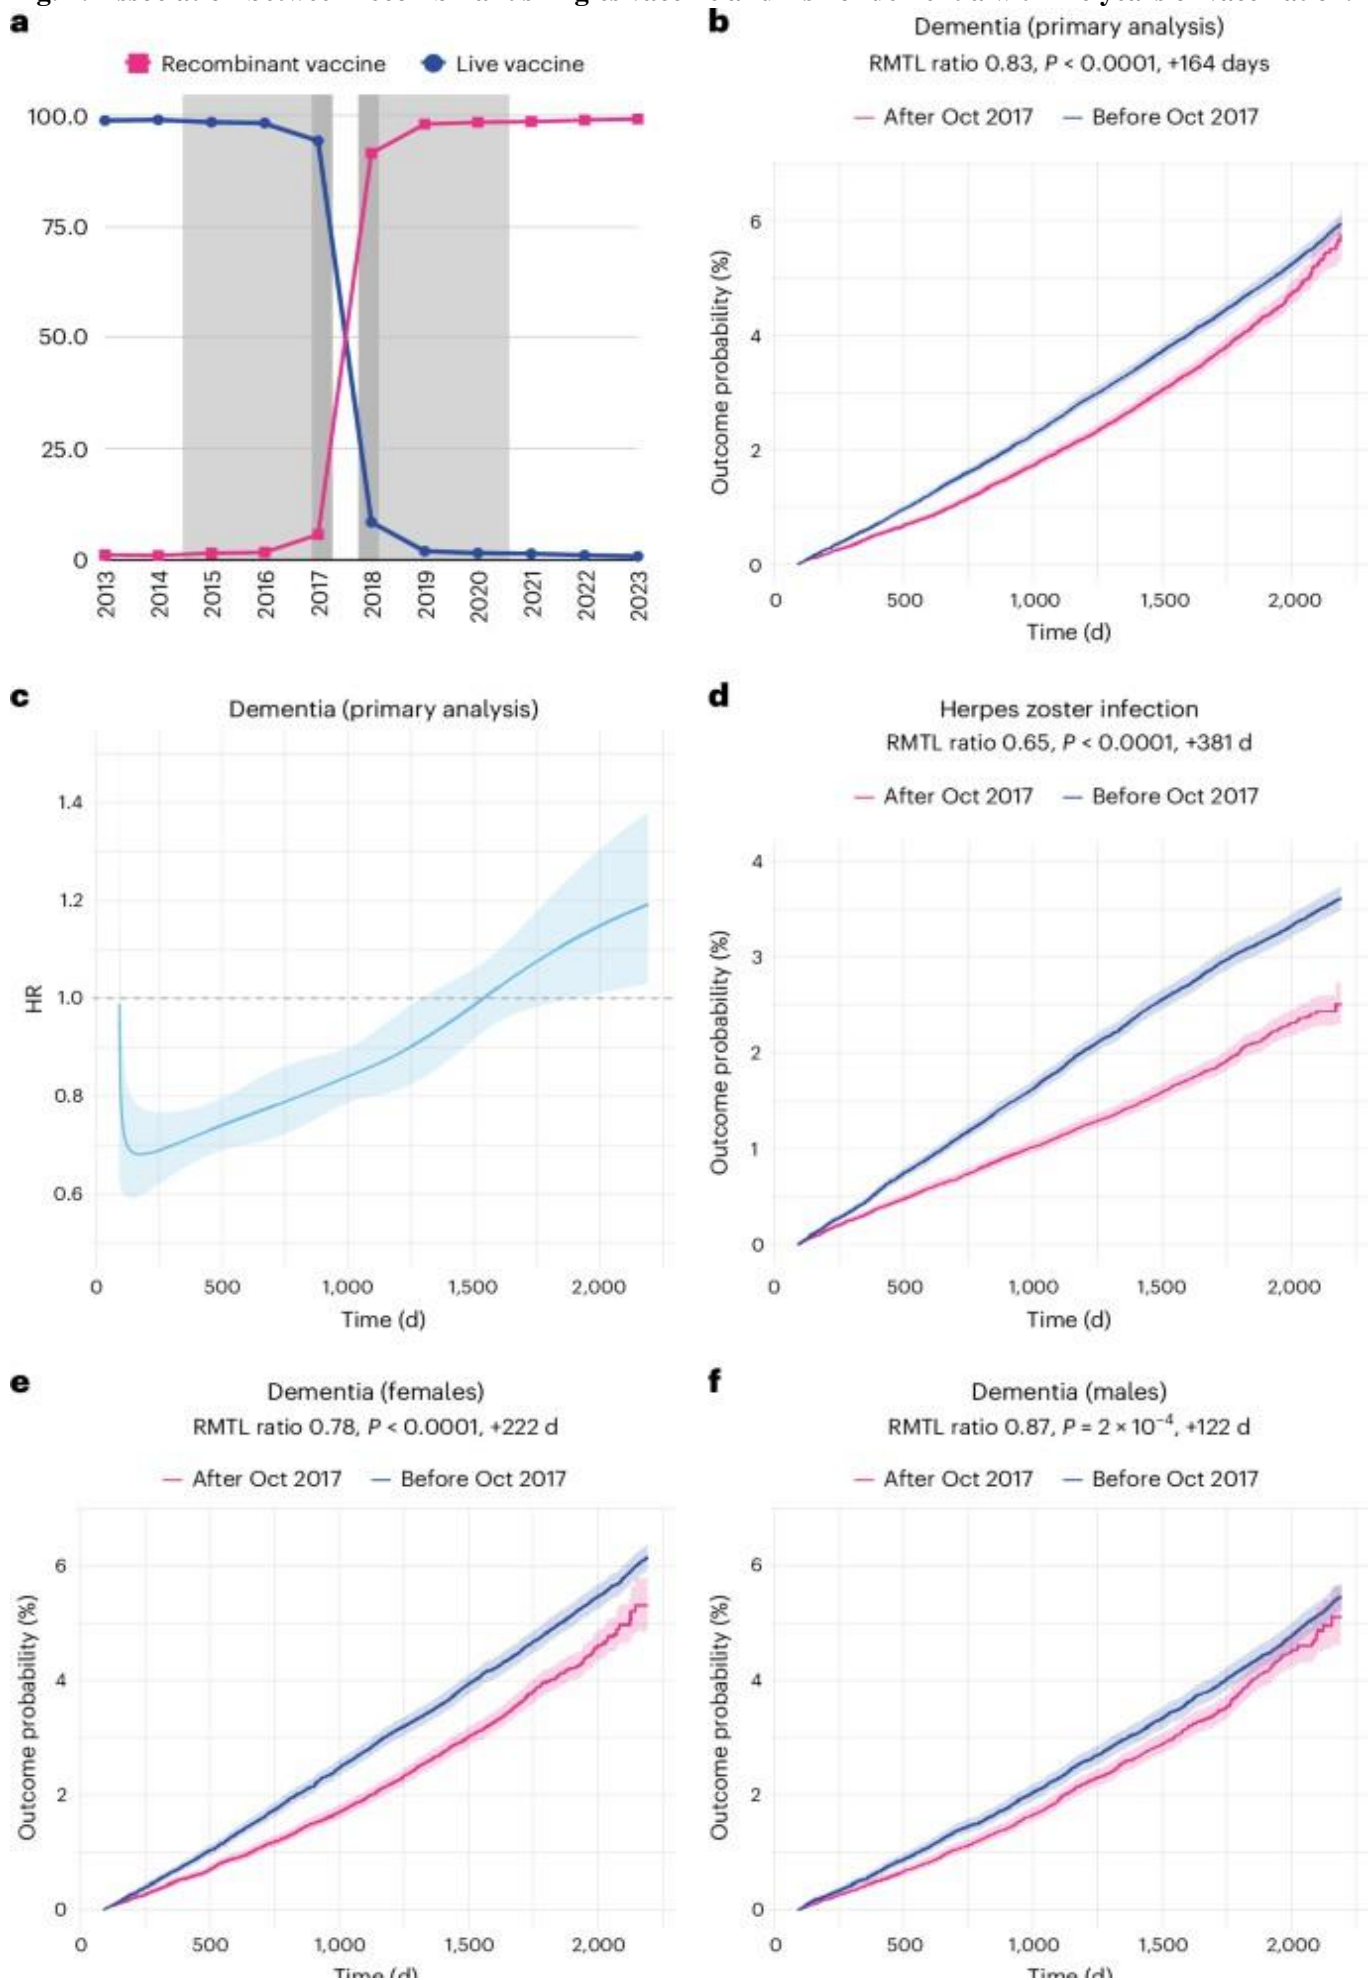 a
Recombinant vaccine Live vaccine
100.0
75.0
50.0
25.0
0
2013 2014 2015 2016 2017 2018 2019 2020 2021 2022 2023
b
Dementia (primary analysis)
RMTL ratio 0.83, P < 0.0001, +164 days
After Oct 2017 Before Oct 2017
Outcome probability (%)
6
4
2
0
0 500 1,000 1,500 2,000
Time (d)
c
Dementia (primary analysis)
HR
1.4
1.2
1.0
0.8
0.6
0 500 1,000 1,500 2,000
Time (d)
d
Herpes zoster infection
RMTL ratio 0.65, P < 0.0001, +381 d
After Oct 2017 Before Oct 2017
Outcome probability (%)
4
3
2
1
0
0 500 1,000 1,500 2,000
Time (d)
e
Dementia (females)
RMTL ratio 0.78, P < 0.0001, +222 d
After Oct 2017 Before Oct 2017
Outcome probability (%)
6
4
2
0
0 500 1,000 1,500 2,000
Time (d)
f
Dementia (males)
RMTL ratio 0.87, P = 2 × 10⁻⁴, +122 d
After Oct 2017 Before Oct 2017
Outcome probability (%)
6
4
2
0
0 500 1,000 1,500 2,000
Time (d)